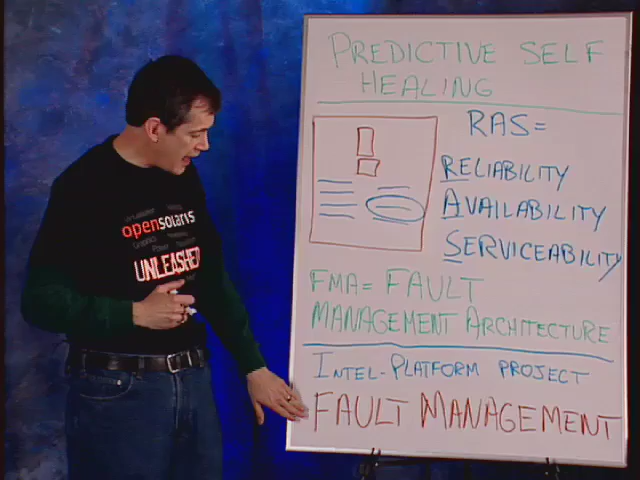 PREDICTIVE SELF
HEALING
RAS=
RELIABILITY
AVAILABILITY
SERVICEABILITY
FMA= FAULT
MANAGEMENT ARCHITECTURE
INTEL-PLATFORM PROJECT
FAULT MANAGEMENT
opensolaris
UNLEASHED